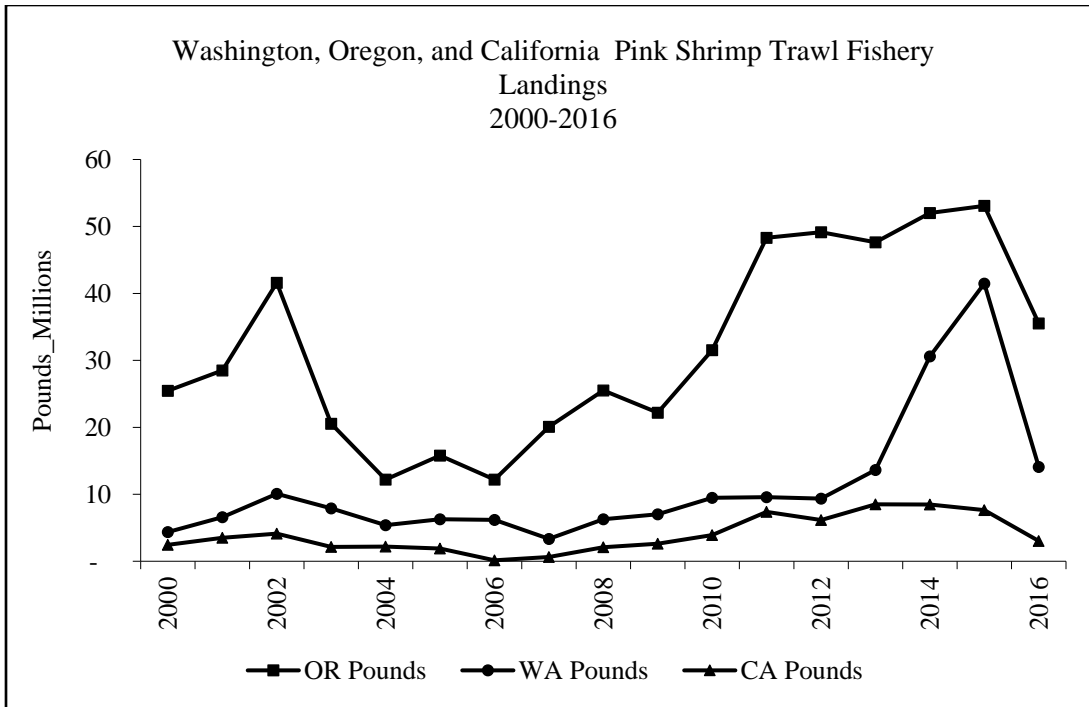 Washington, Oregon, and California Pink Shrimp Trawl Fishery
Landings
2000-2016
60
50
40
30
20
10
-
Pounds_Millions
2000
2002
2004
2006
2008
2010
2012
2014
2016
OR Pounds
WA Pounds
CA Pounds